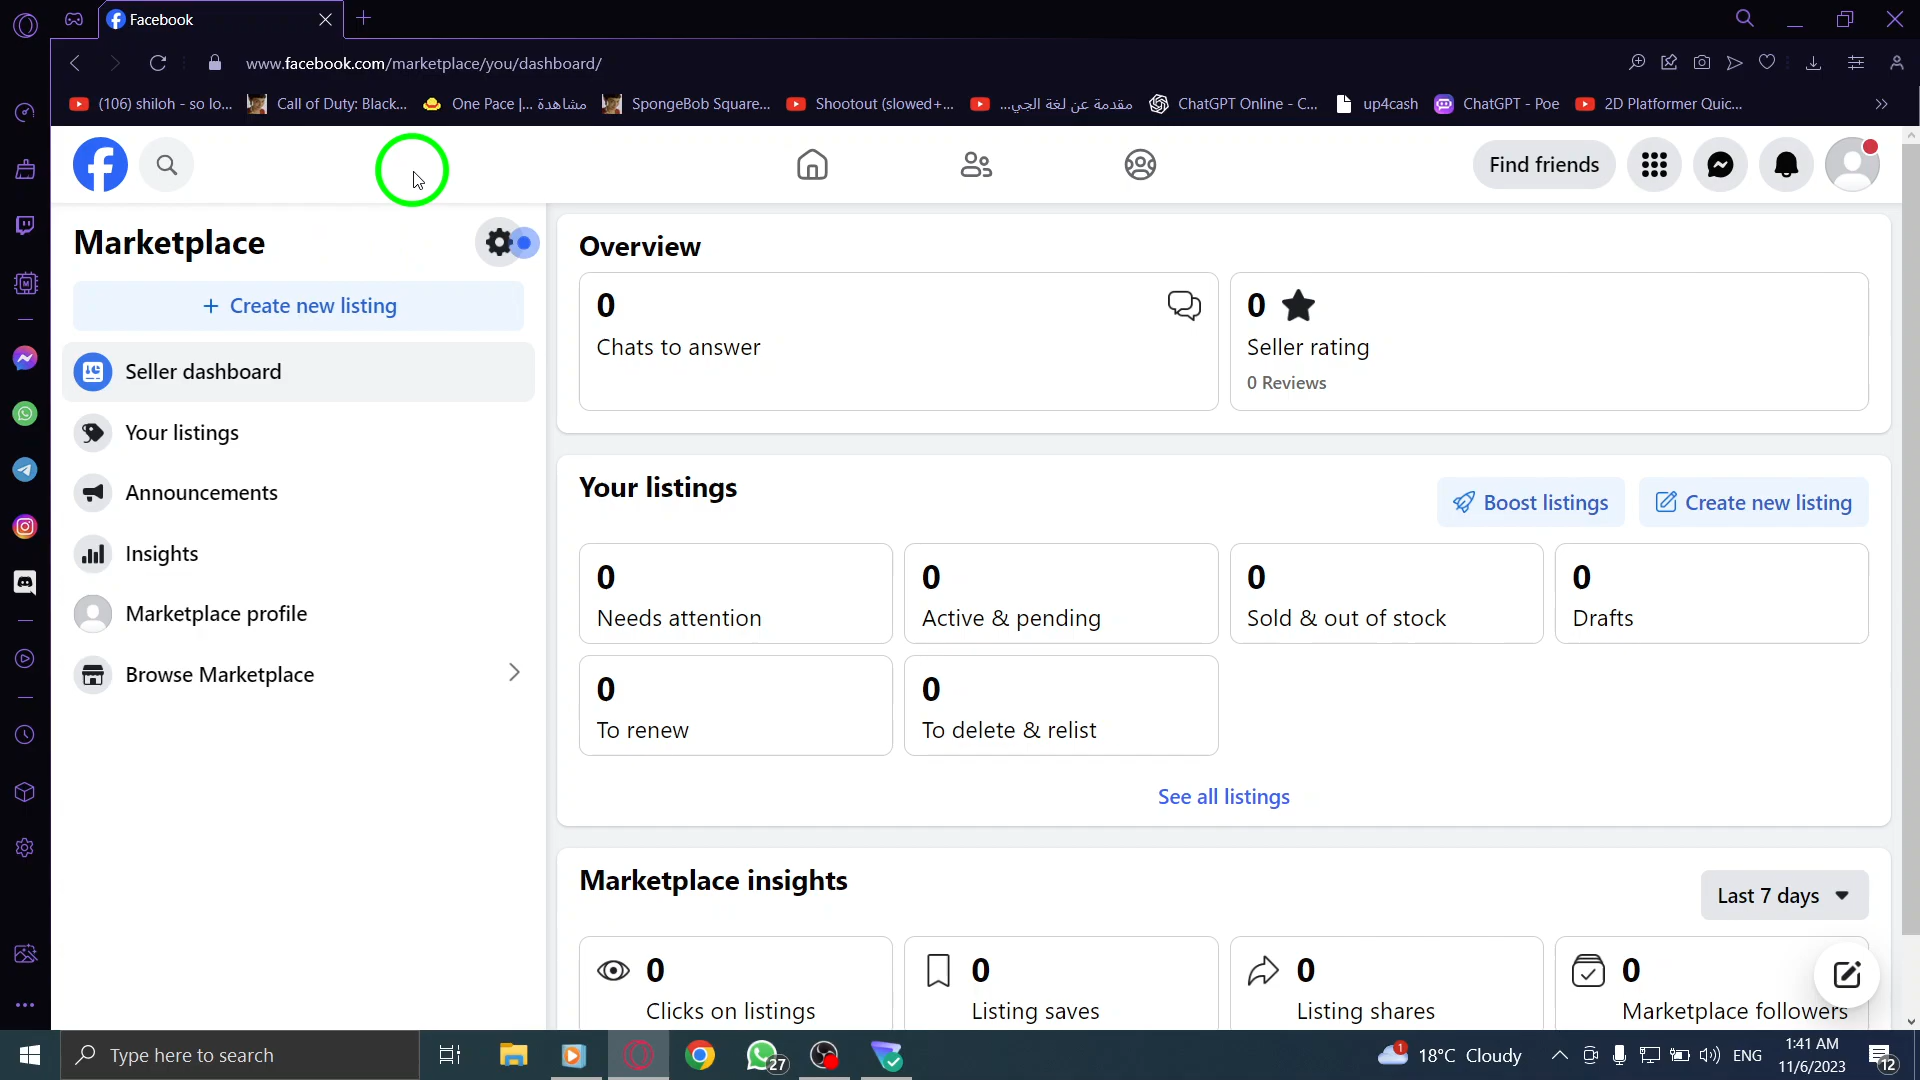 Facebook
www.facebook.com/marketplace/you/dashboard/
(106) shiloh - so lo...
Call of Duty: Black...
One Pace |... مشاهدة
SpongeBob Square...
Shootout (slowed+...
مقدمة عن لغة الجي...
ChatGPT Online - C...
up4cash
ChatGPT - Poe
2D Platformer Quic...
Find friends
Marketplace
+ Create new listing
Seller dashboard
Your listings
Announcements
Insights
Marketplace profile
Browse Marketplace
Overview
0
Chats to answer
0
Seller rating
0 Reviews
Your listings
Boost listings
Create new listing
0
Needs attention
0
Active & pending
0
Sold & out of stock
0
Drafts
0
To renew
0
To delete & relist
See all listings
Marketplace insights
Last 7 days
0
Clicks on listings
0
Listing saves
0
Listing shares
0
Marketplace followers
Type here to search
27
1
18°C Cloudy
ENG
1:41 AM
11/6/2023
12